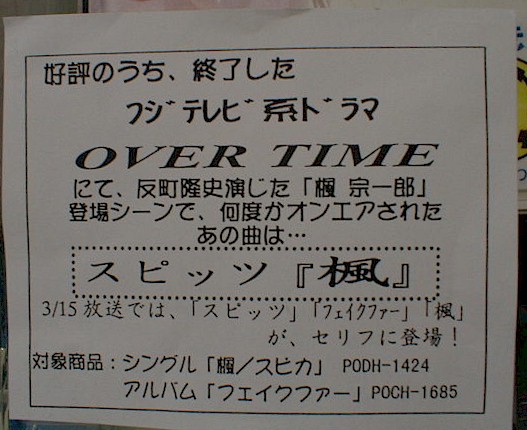 好評のうち、終了した
フジテレビ系ドラマ
OVER TIME
にて、反町隆史演じた「楓 宗一郎」
登場シーンで、何度かオンエアされた
あの曲は…
スピッツ『楓』
3/15 放送では、「スピッツ」「フェイクファー」「楓」
が、セリフに登場！
対象商品：シングル「楓／スピカ」 PODH-1424
アルバム「フェイクファー」POCH-1685